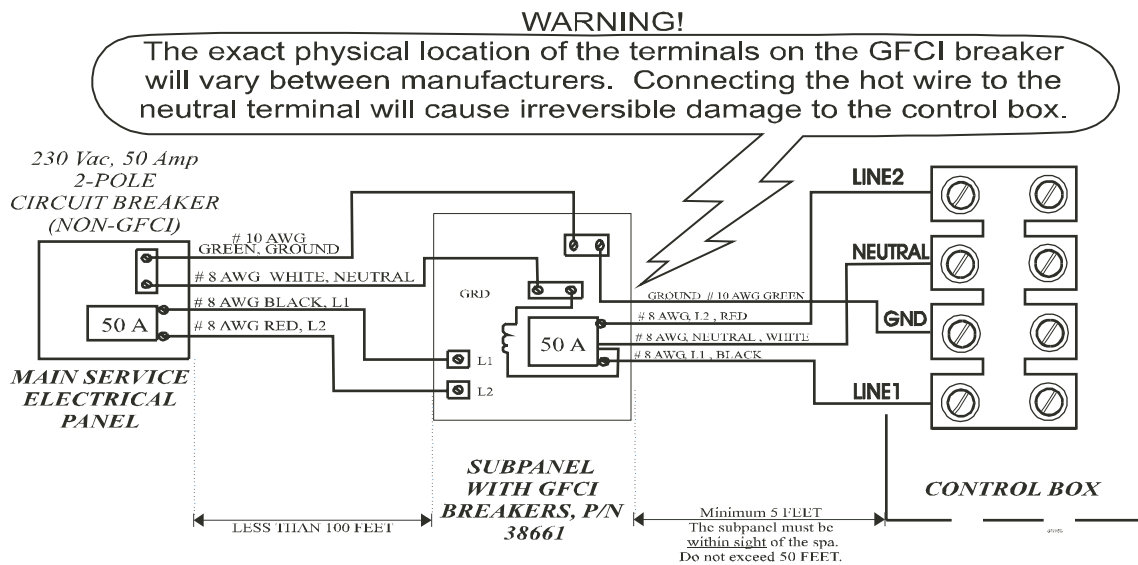 WARNING!
The exact physical location of the terminals on the GFCI breaker
will vary between manufacturers. Connecting the hot wire to the
neutral terminal will cause irreversible damage to the control box.
230 Vac, 50 Amp
2-POLE
CIRCUIT BREAKER
(NON-GFCI)
# 10 AWG
GREEN, GROUND
# 8 AWG WHITE, NEUTRAL
# 8 AWG BLACK, L1
50 A
# 8 AWG RED, L2
MAIN SERVICE
ELECTRICAL
PANEL
GRD
50 A
L1
L2
GROUND # 10 AWG GREEN
# 8 AWG, L2 , RED
# 8 AWG, NEUTRAL , WHITE
# 8 AWG, L1 , BLACK
LINE2
NEUTRAL
GND
LINE1
SUBPANEL
WITH GFCI
BREAKERS, P/N
38661
CONTROL BOX
LESS THAN 100 FEET
Minimum 5 FEET
The subpanel must be
within sight of the spa.
Do not exceed 50 FEET.